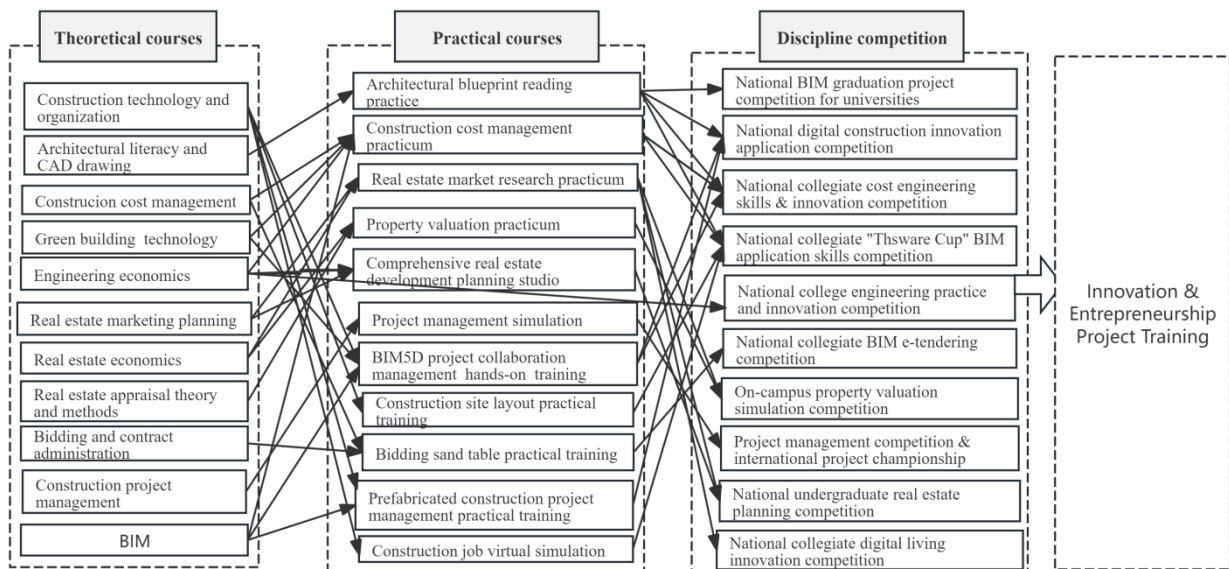 Theoretical courses
Construction technology and
organization
Architectural literacy and
CAD drawing
Construcion cost management
Green building technology
Engineering economics
Real estate marketing planning
Real estate economics
Real estate appraisal theory
and methods
Bidding and contract
administration
Construction project
management
BIM
Practical courses
Architectural blueprint reading
practice
Construction cost management
practicum
Real estate market research practicum
Property valuation practicum
Comprehensive real estate
development planning studio
Project management simulation
BIM5D project collaboration
management hands-on training
Construction site layout practical
training
Bidding sand table practical training
Prefabricated construction project
management practical training
Construction job virtual simulation
Discipline competition
National BIM graduation project
competition for universities
National digital construction innovation
application competition
National collegiate cost engineering
skills & innovation competition
National collegiate "Thsware Cup" BIM
application skills competition
National college engineering practice
and innovation competition
National collegiate BIM e-tendering
competition
On-campus property valuation
simulation competition
Project management competition &
international project championship
National undergraduate real estate
planning competition
National collegiate digital living
innovation competition
Innovation &
Entrepreneurship
Project Training